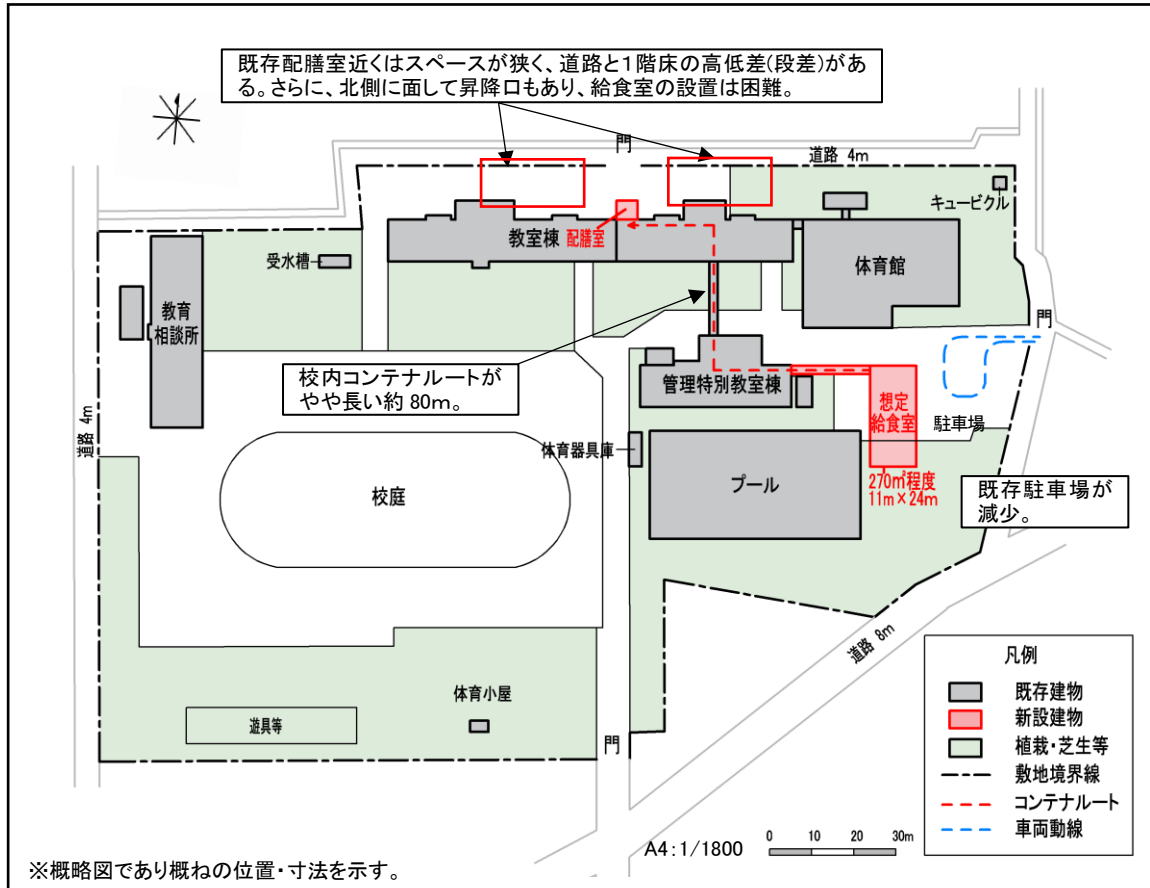 既存配膳室近くはスペースが狭く、道路と1階床の高低差(段差)があ
る。さらに、北側に面して昇降口もあり、給食室の設置は困難。
門
道路 4m
キュービクル
教室棟
配膳室
体育館
受水槽
教育
相談所
門
校内コンテナルートが
やや長い約 80m。
管理特別教室棟
想定
給食室
駐車場
道路 4m
体育器具庫
校庭
プール
270㎡程度
11m×24m
既存駐車場が
減少。
道路 8m
体育小屋
遊具等
門
凡例
既存建物
新設建物
植栽・芝生等
敷地境界線
コンテナルート
車両動線
A4:1/1800
0 10 20 30m
※概略図であり概ねの位置・寸法を示す。